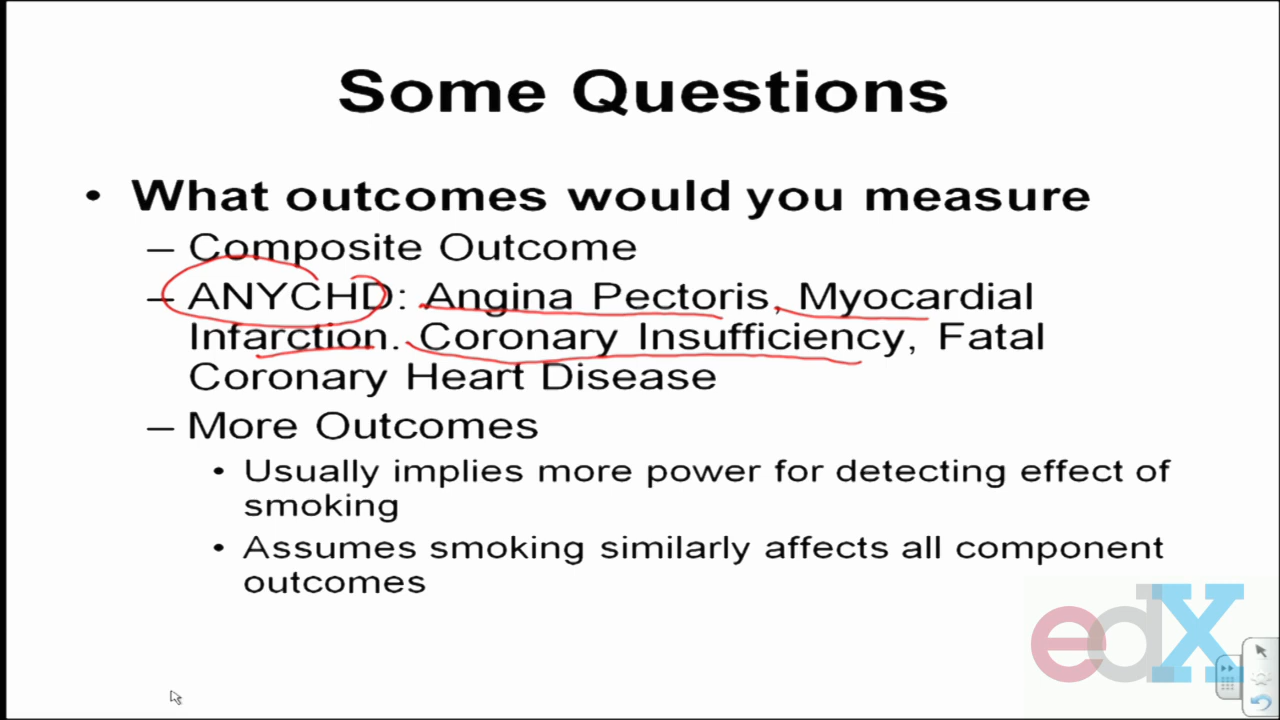 Some Questions
• What outcomes would you measure
– Composite Outcome
– ANYCHD: Angina Pectoris, Myocardial
Infarction. Coronary Insufficiency, Fatal
Coronary Heart Disease
– More Outcomes
• Usually implies more power for detecting effect of
smoking
• Assumes smoking similarly affects all component
outcomes
edX